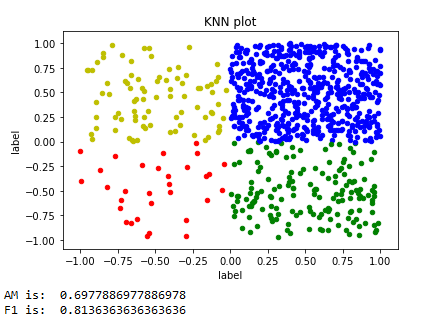 KNN plot
label
1.00
0.75
0.50
0.25
0.00
−0.25
−0.50
−0.75
−1.00
−1.00 −0.75 −0.50 −0.25 0.00 0.25 0.50 0.75 1.00
label
AM is:  0.6977886977886978
F1 is:  0.8136363636363636